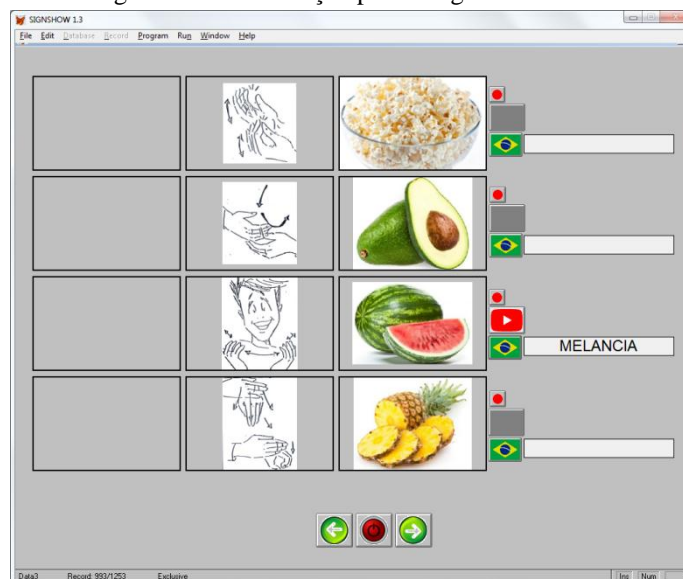 SIGNSHOW 1.3
File Edit Database Record Program Run Window Help
MELANCIA
Data3 Record: 993/1253 Exclusive Ins Num